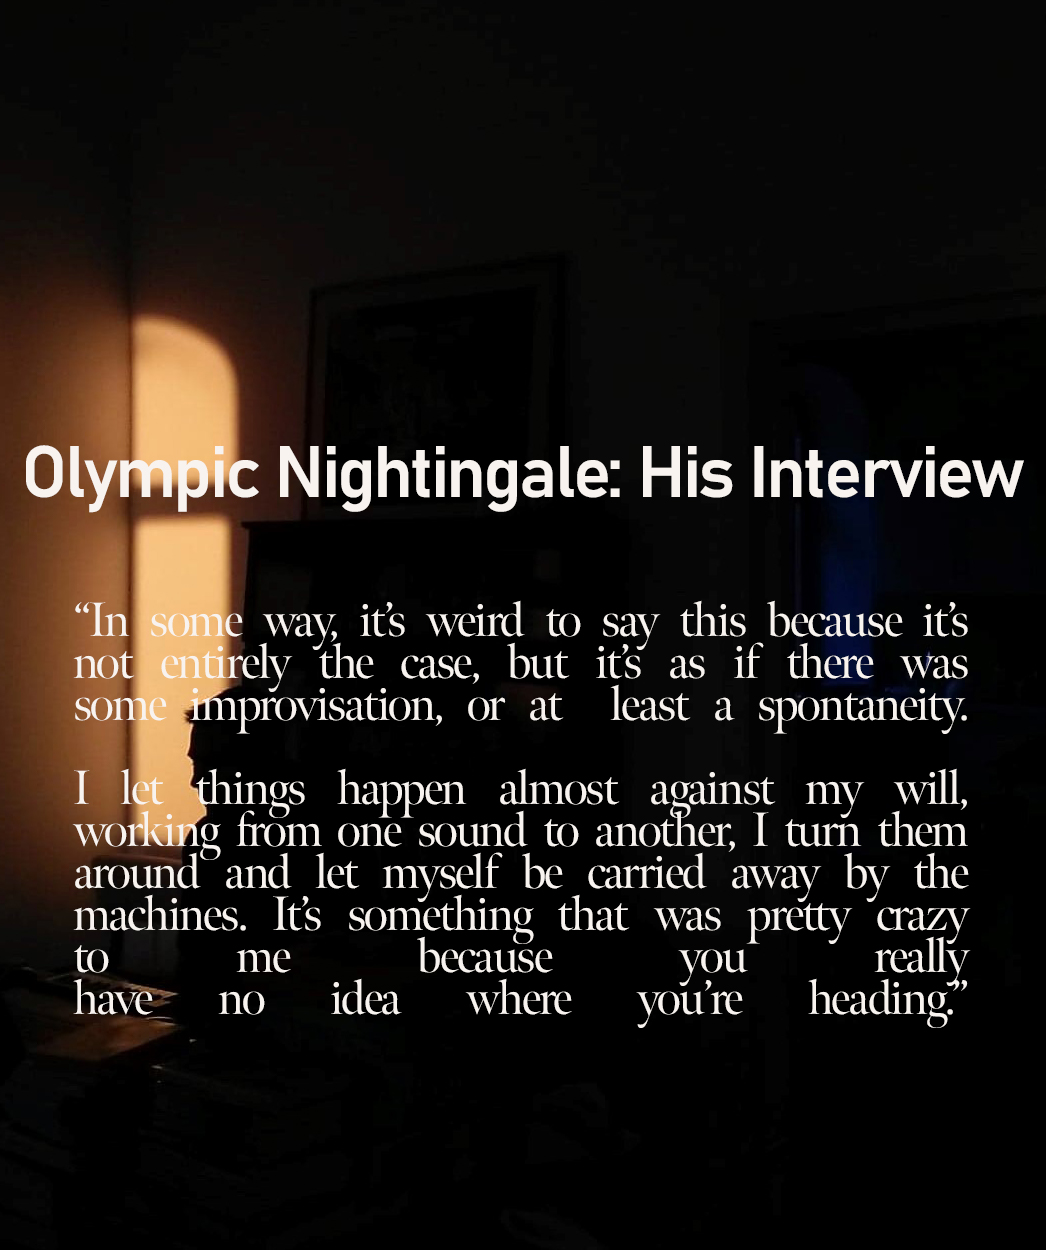 Olympic Nightingale: His Interview
“In some way, it’s weird to say this because it’s
not entirely the case, but it’s as if there was
some improvisation, or at least a spontaneity.
I let things happen almost against my will,
working from one sound to another, I turn them
around and let myself be carried away by the
machines. It’s something that was pretty crazy
to me because you really
have no idea where you’re heading.”